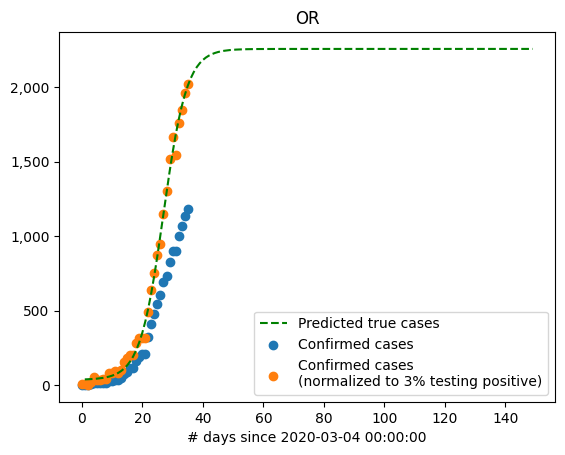 OR
2,000
1,500
1,000
500
0
Predicted true cases
Confirmed cases
Confirmed cases
(normalized to 3% testing positive)
0 20 40 60 80 100 120 140
# days since 2020-03-04 00:00:00